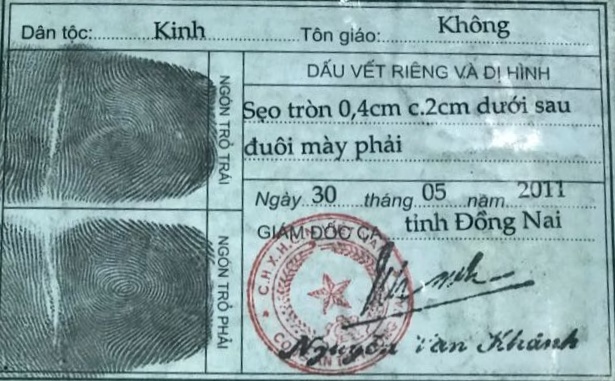 Dân tộc: Kinh Tôn giáo: Không
NGÓN TRỎ TRÁI
DẤU VẾT RIÊNG VÀ DỊ HÌNH
Sẹo tròn 0,4cm c.2cm dưới sau
đuôi mày phải
NGÓN TRỎ PHẢI
Ngày 30 tháng 05 năm 2011
GIÁM ĐỐC CA tỉnh Đồng Nai
C.H.X.H
Nguyễn Văn Khánh